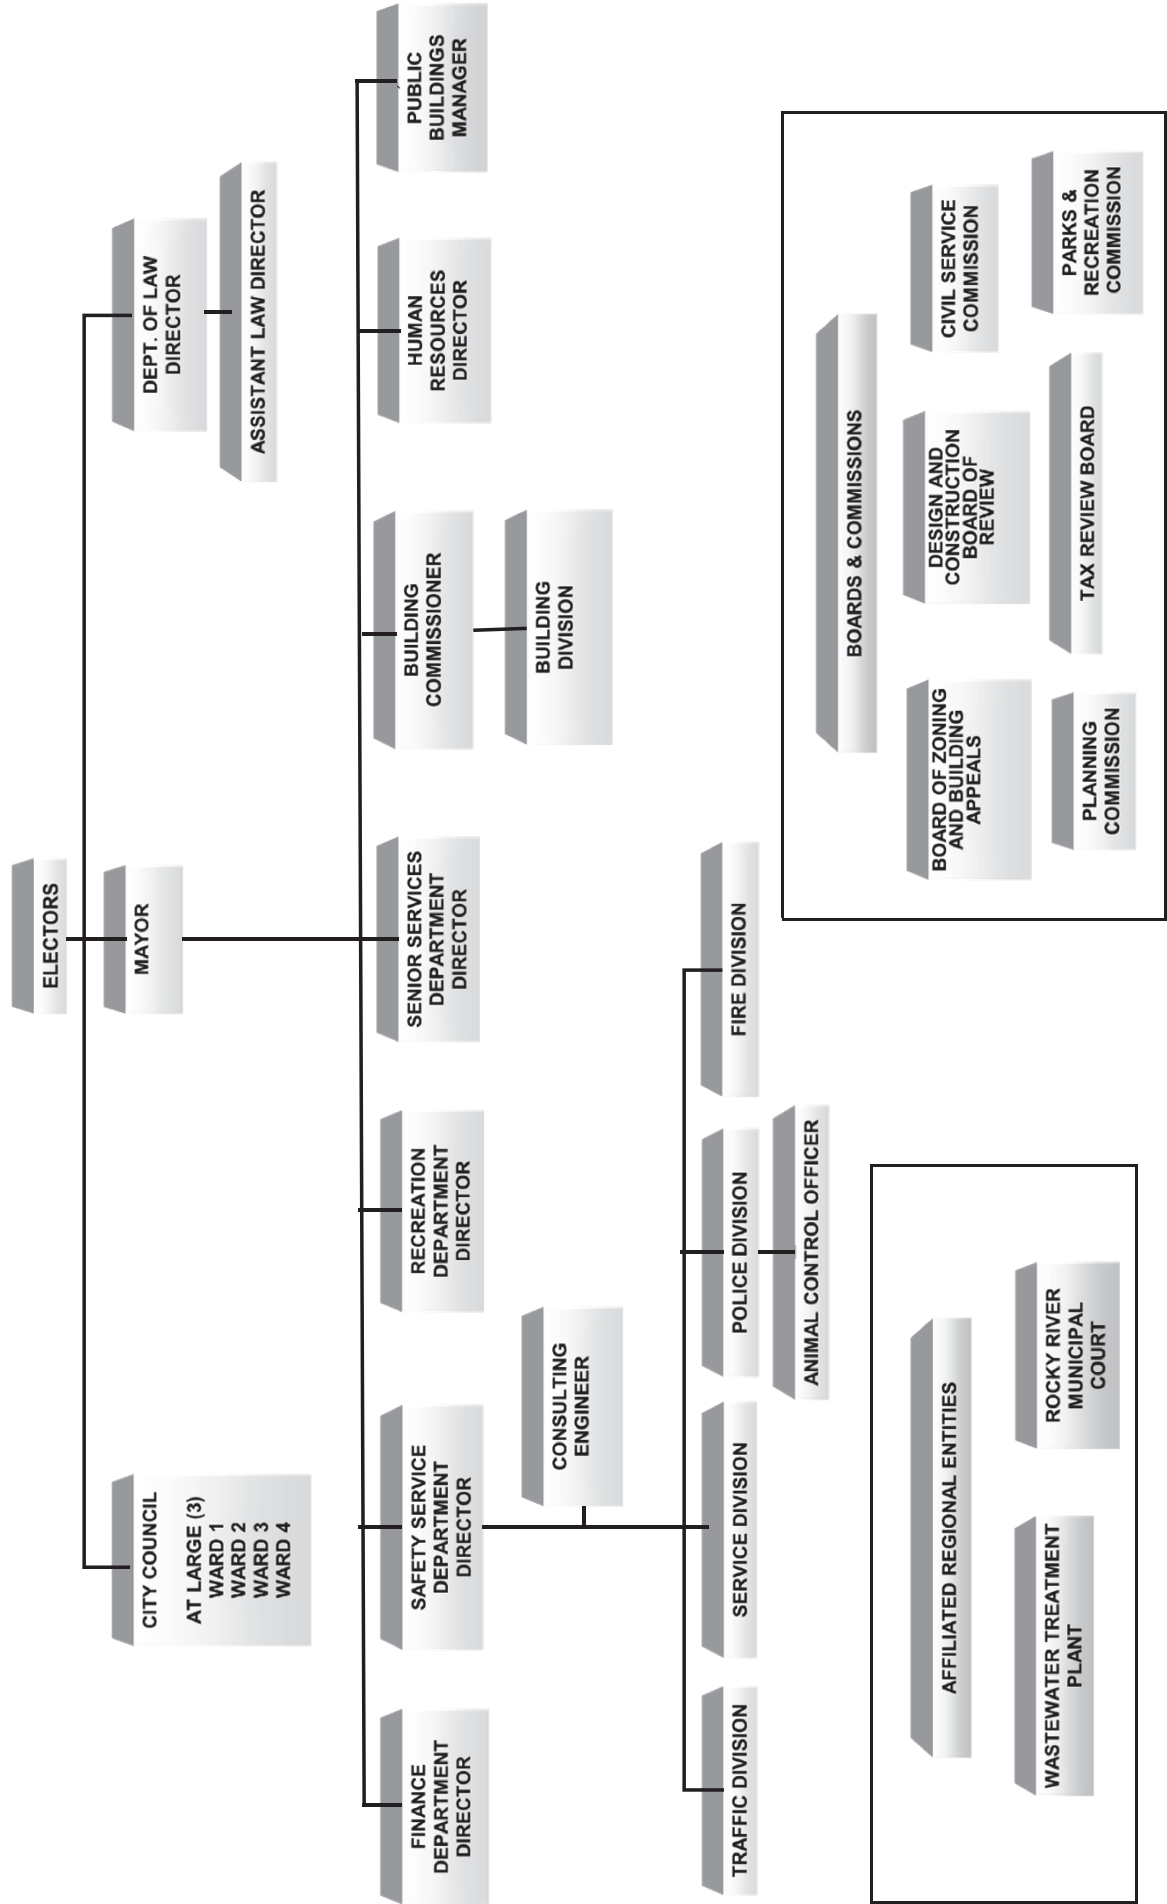 ELECTORS
CITY COUNCIL
AT LARGE (3)
WARD 1
WARD 2
WARD 3
WARD 4
MAYOR
DEPT. OF LAW
DIRECTOR
ASSISTANT LAW DIRECTOR
FINANCE
DEPARTMENT
DIRECTOR
SAFETY SERVICE
DEPARTMENT
DIRECTOR
RECREATION
DEPARTMENT
DIRECTOR
SENIOR SERVICES
DEPARTMENT
DIRECTOR
BUILDING
COMMISSIONER
HUMAN
RESOURCES
DIRECTOR
PUBLIC
BUILDINGS
MANAGER
CONSULTING
ENGINEER
BUILDING
DIVISION
TRAFFIC DIVISION
SERVICE DIVISION
POLICE DIVISION
FIRE DIVISION
ANIMAL CONTROL OFFICER
AFFILIATED REGIONAL ENTITIES
WASTEWATER TREATMENT
PLANT
ROCKY RIVER
MUNICIPAL
COURT
BOARDS & COMMISSIONS
BOARD OF ZONING
AND BUILDING
APPEALS
DESIGN AND
CONSTRUCTION
BOARD OF
REVIEW
CIVIL SERVICE
COMMISSION
PLANNING
COMMISSION
TAX REVIEW BOARD
PARKS &
RECREATION
COMMISSION